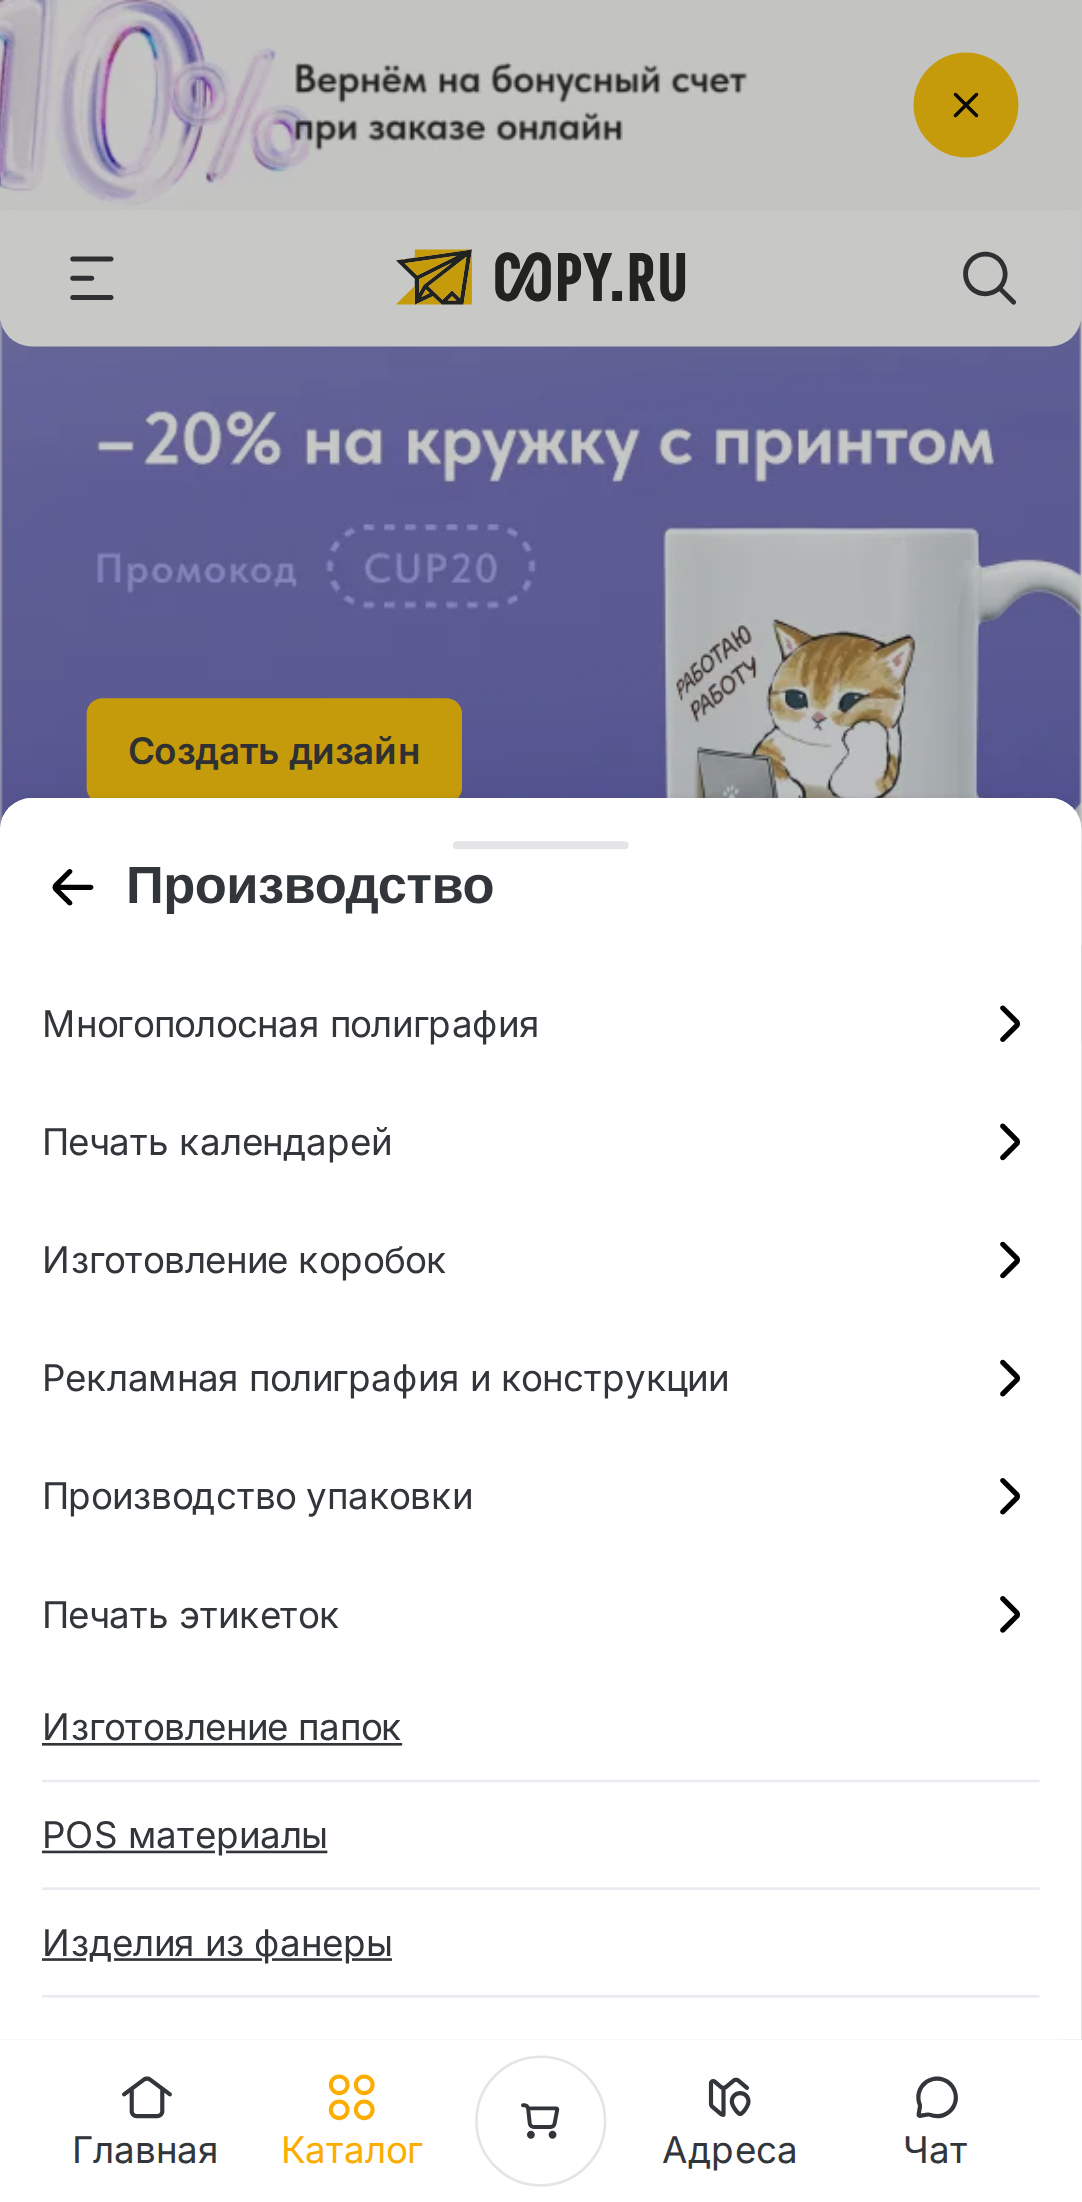 10%
Вернём на бонусный счет
при заказе онлайн
COPY.RU
–20% на кружку с принтом
Промокод CUP20
РАБОТАЮ
РАБОТУ
Создать дизайн
Производство
Многополосная полиграфия
Печать календарей
Изготовление коробок
Рекламная полиграфия и конструкции
Производство упаковки
Печать этикеток
Изготовление папок
POS материалы
Изделия из фанеры
Главная
Каталог
Адреса
Чат